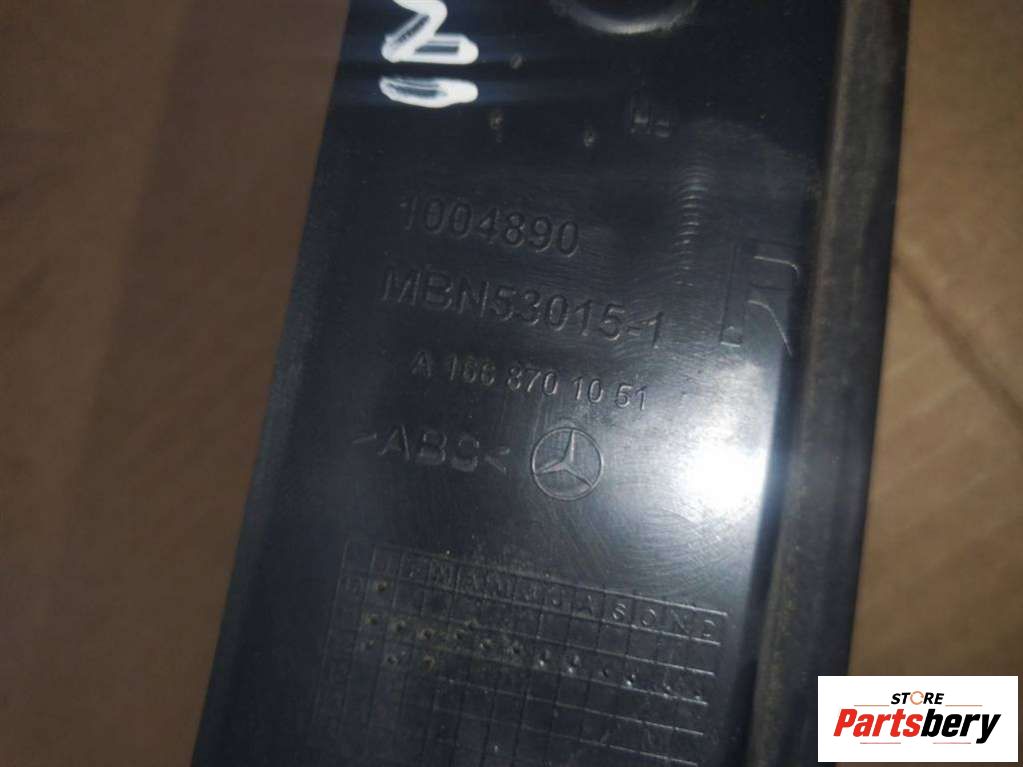 1004890
MBN53015-1
R
A 166 870 10 51
>ABS<
J F M A M J J A S O N D
STORE
Partsbery